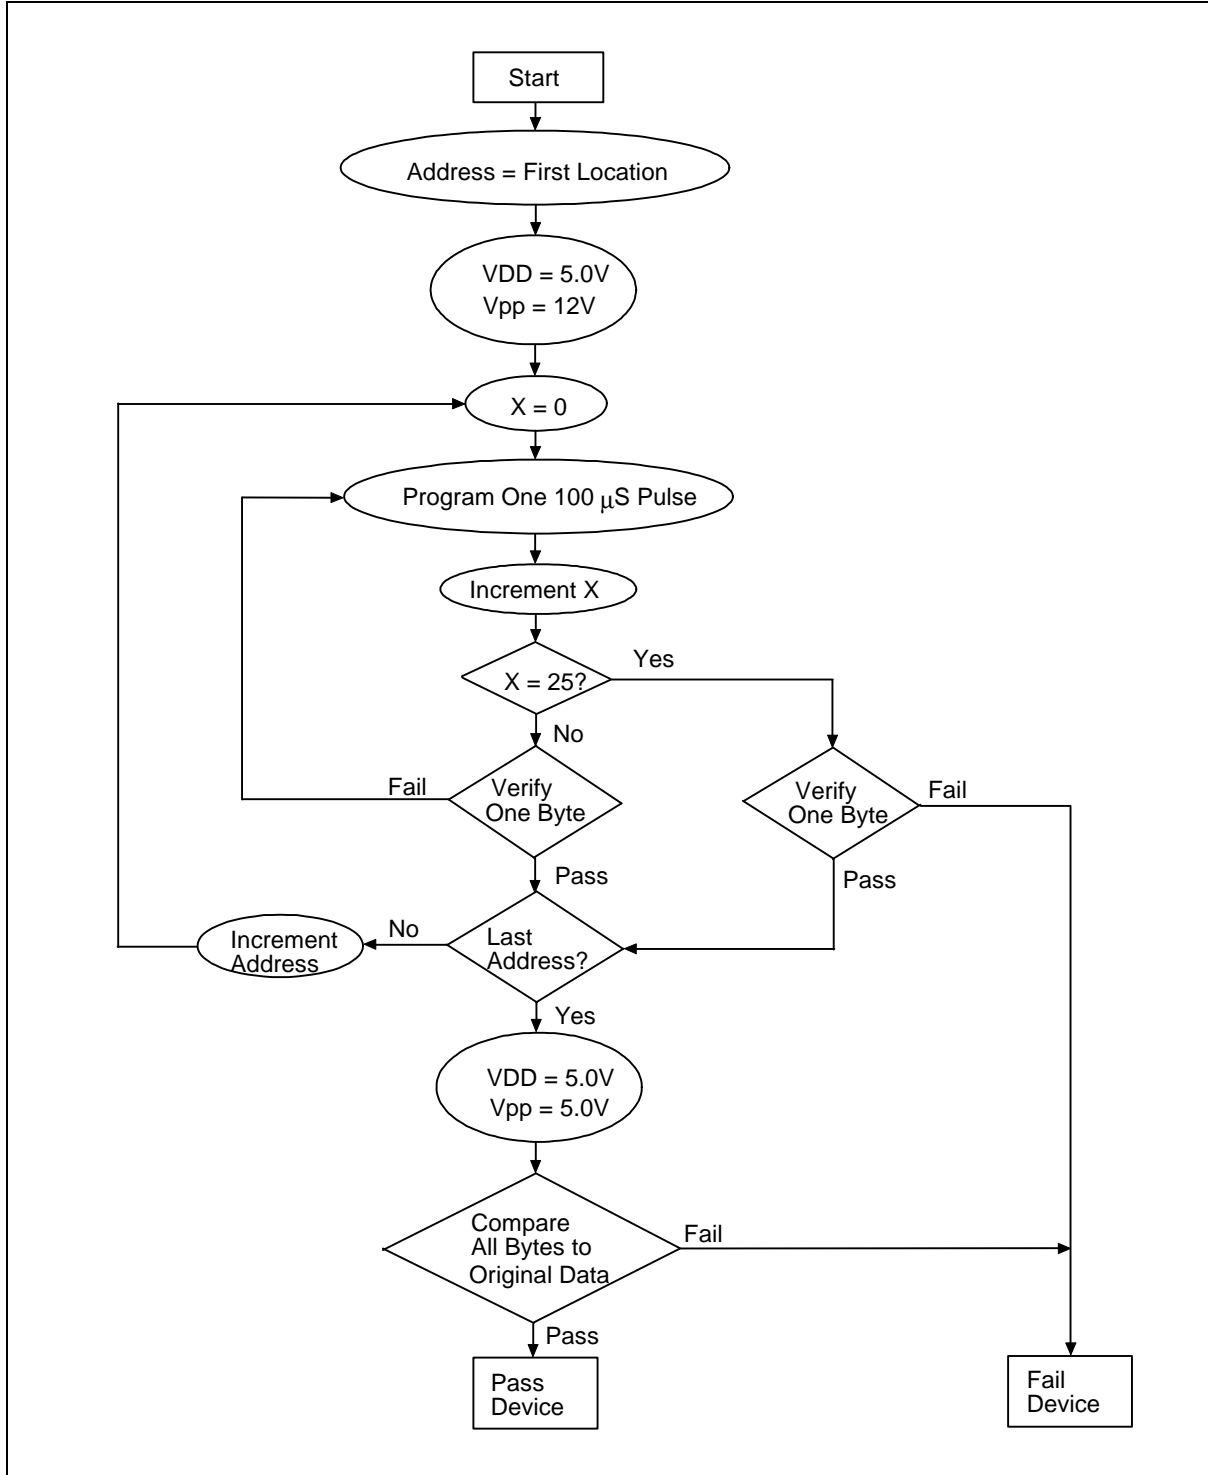 Start
Address = First Location
VDD = 5.0V
Vpp = 12V
X = 0
Program One 100 μS Pulse
Increment X
X = 25?
Yes
No
Fail
Verify
One Byte
Verify
One Byte
Fail
Pass
Pass
Increment
Address
No
Last
Address?
Yes
VDD = 5.0V
Vpp = 5.0V
Compare
All Bytes to
Original Data
Fail
Pass
Pass
Device
Fail
Device